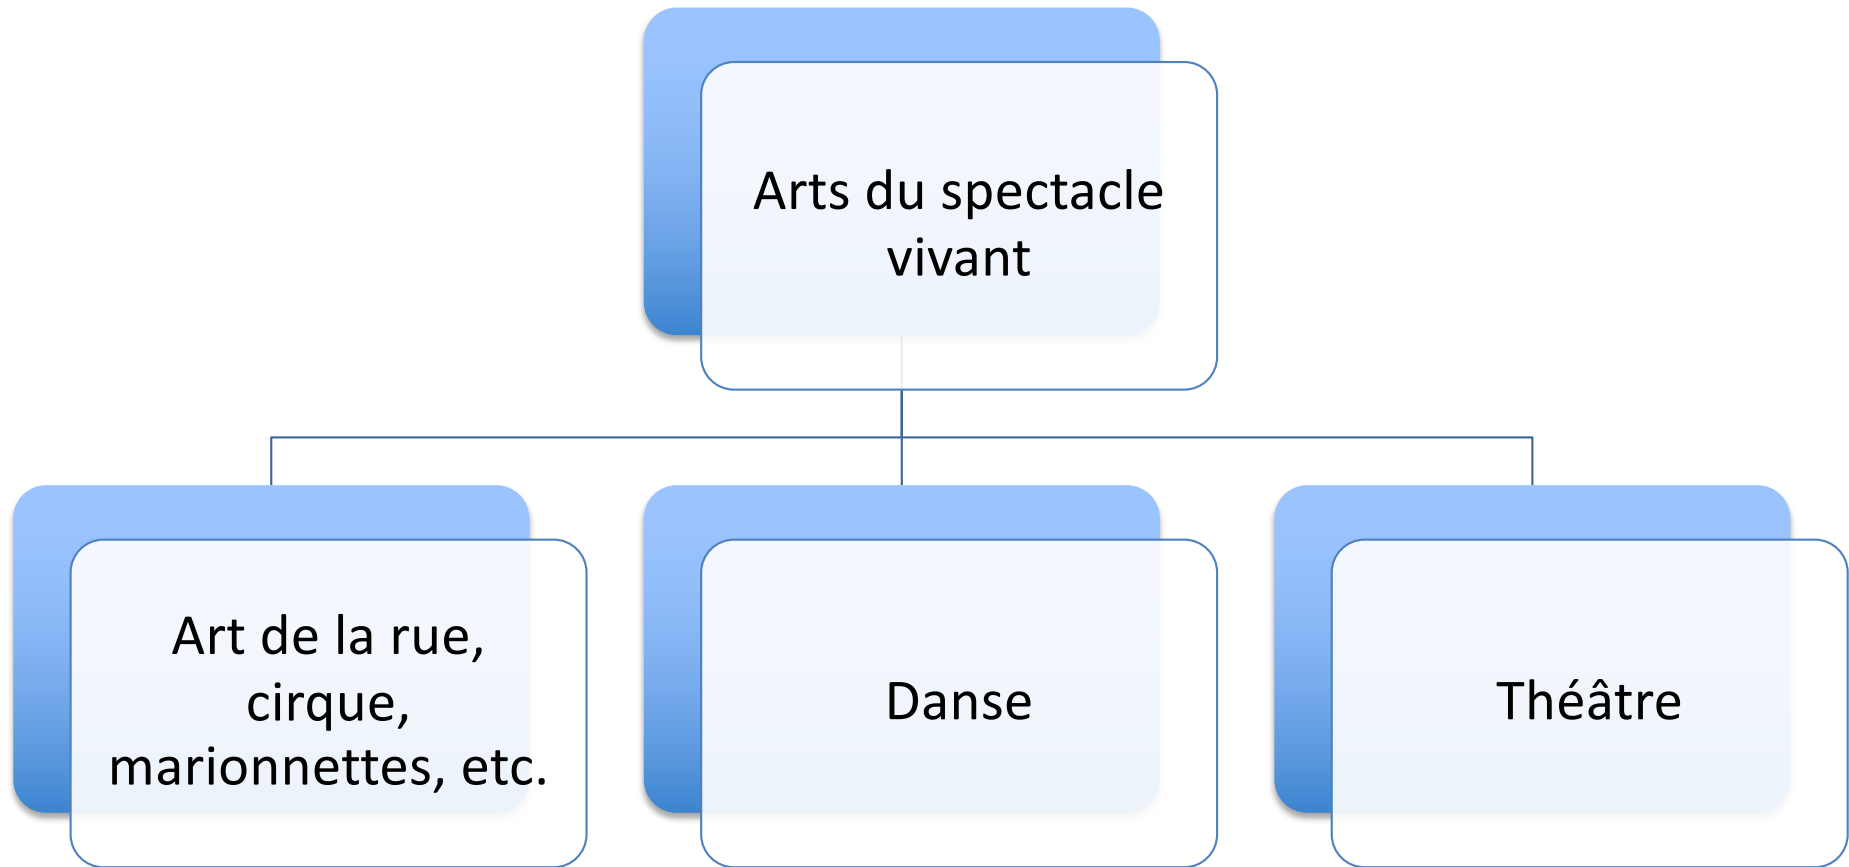 Arts du spectacle
vivant
Art de la rue,
cirque,
marionnettes, etc.
Danse
Théâtre